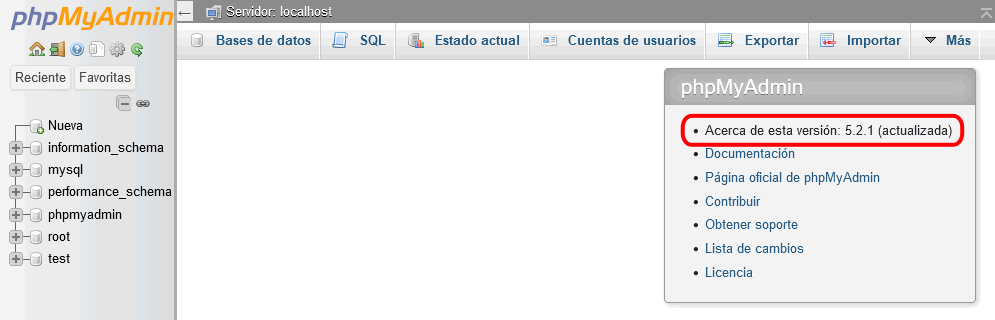 phpMyAdmin
Servidor: localhost
Bases de datos
SQL
Estado actual
Cuentas de usuarios
Exportar
Importar
Más
Reciente
Favoritas
Nueva
information_schema
mysql
performance_schema
phpmyadmin
root
test
phpMyAdmin
Acerca de esta versión: 5.2.1 (actualizada)
Documentación
Página oficial de phpMyAdmin
Contribuir
Obtener soporte
Lista de cambios
Licencia